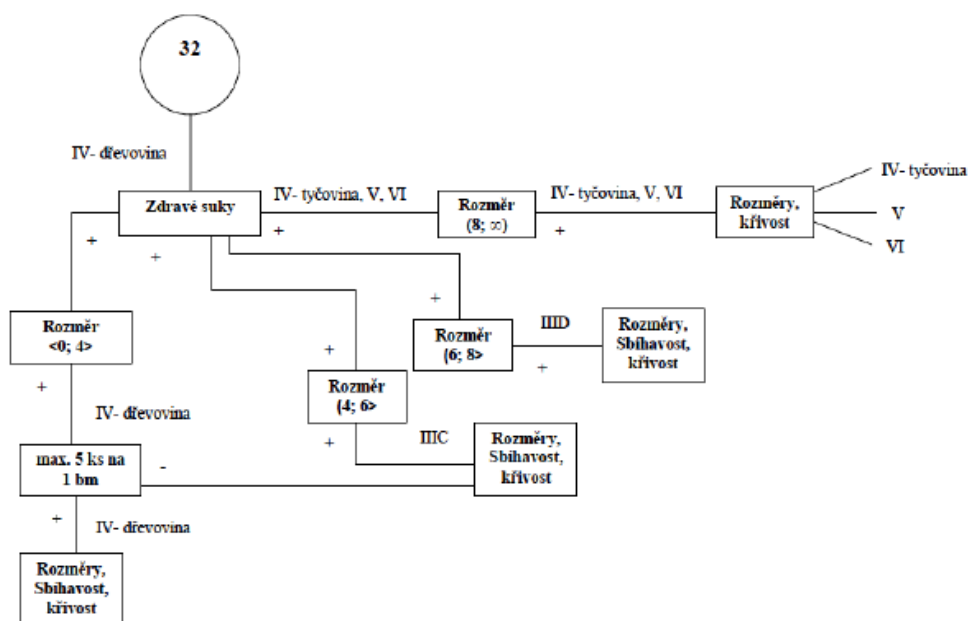 32
IV- dřevovina
Zdravé suky
IV- tyčovina, V, VI
+
Rozměr
(8; ∞)
IV- tyčovina, V, VI
+
Rozměry,
křivost
IV- tyčovina
V
VI
+
+
+
Rozměr
<0; 4>
+
Rozměr
(6; 8>
IIID
+
Rozměry,
Sbíhavost,
křivost
+
Rozměr
(4; 6>
+
IIIC
Rozměry,
Sbíhavost,
křivost
IV- dřevovina
max. 5 ks na
1 bm
-
+
IV- dřevovina
Rozměry,
Sbíhavost,
křivost